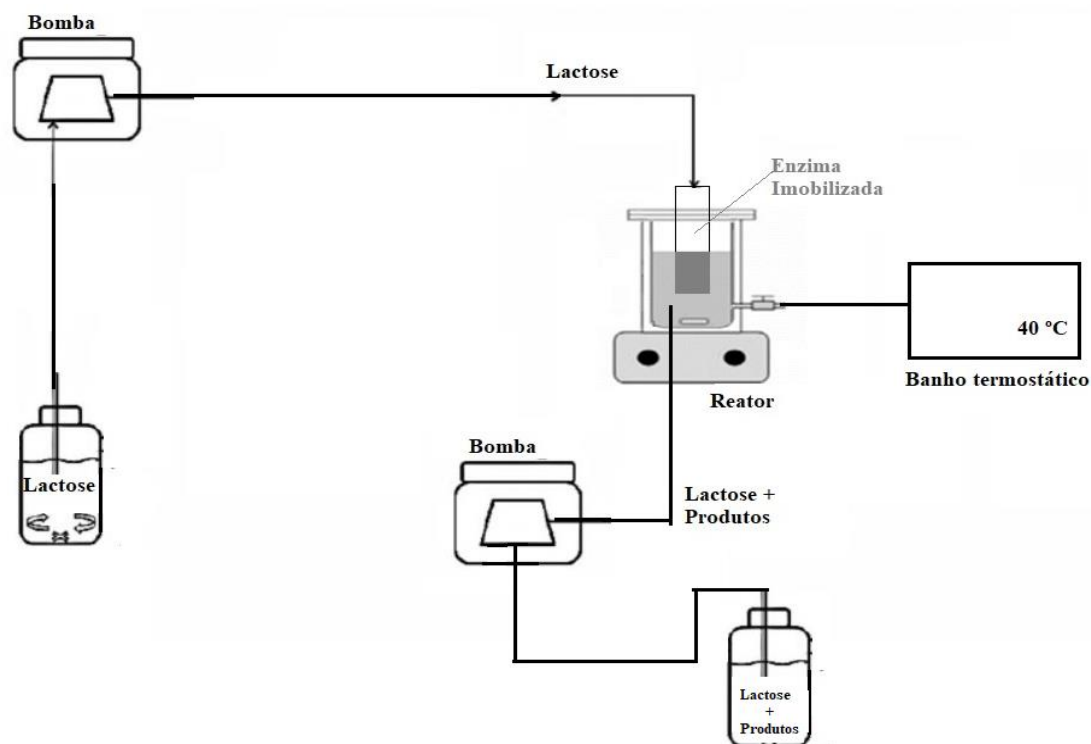 Bomba
Lactose
Enzima
Imobilizada
40 °C
Banho termostático
Reator
Lactose
Bomba
Lactose +
Produtos
Lactose
+
Produtos